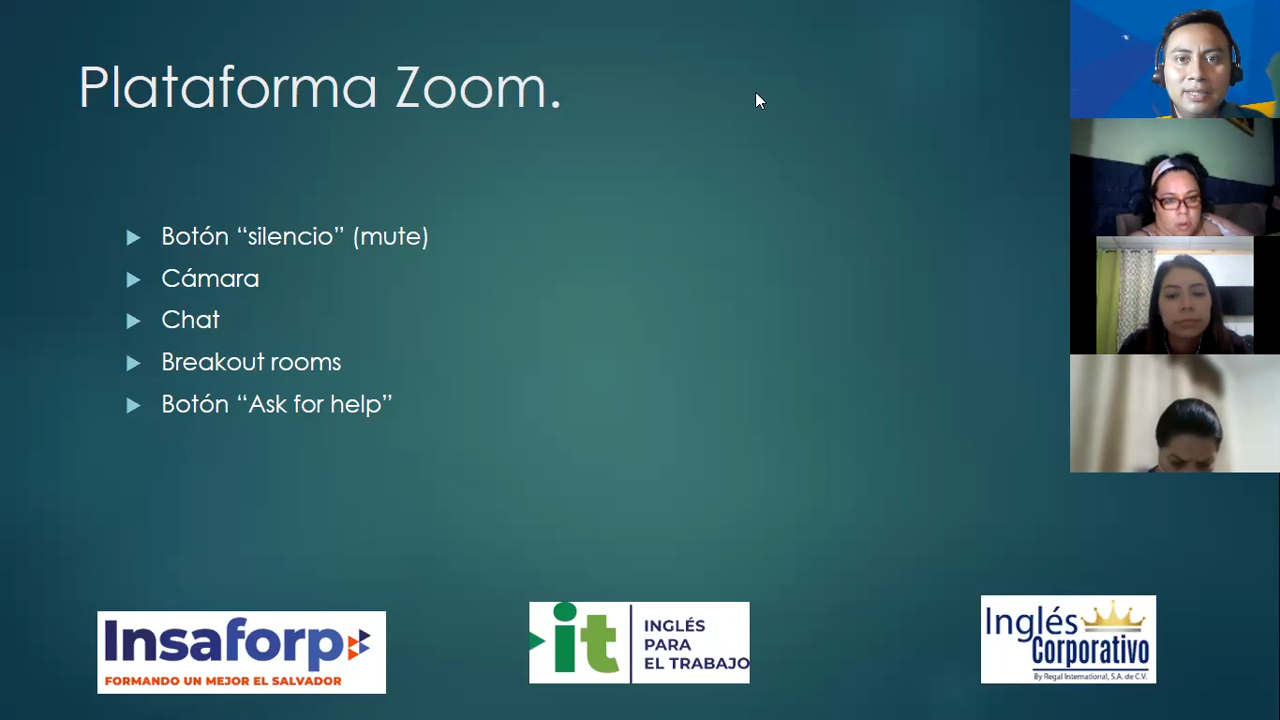 Plataforma Zoom.
Botón “silencio” (mute)
Cámara
Chat
Breakout rooms
Botón “Ask for help”
Insaforp
FORMANDO UN MEJOR EL SALVADOR
it
INGLÉS
PARA
EL TRABAJO
Inglés
Corporativo
By Regal International, S.A. de C.V.